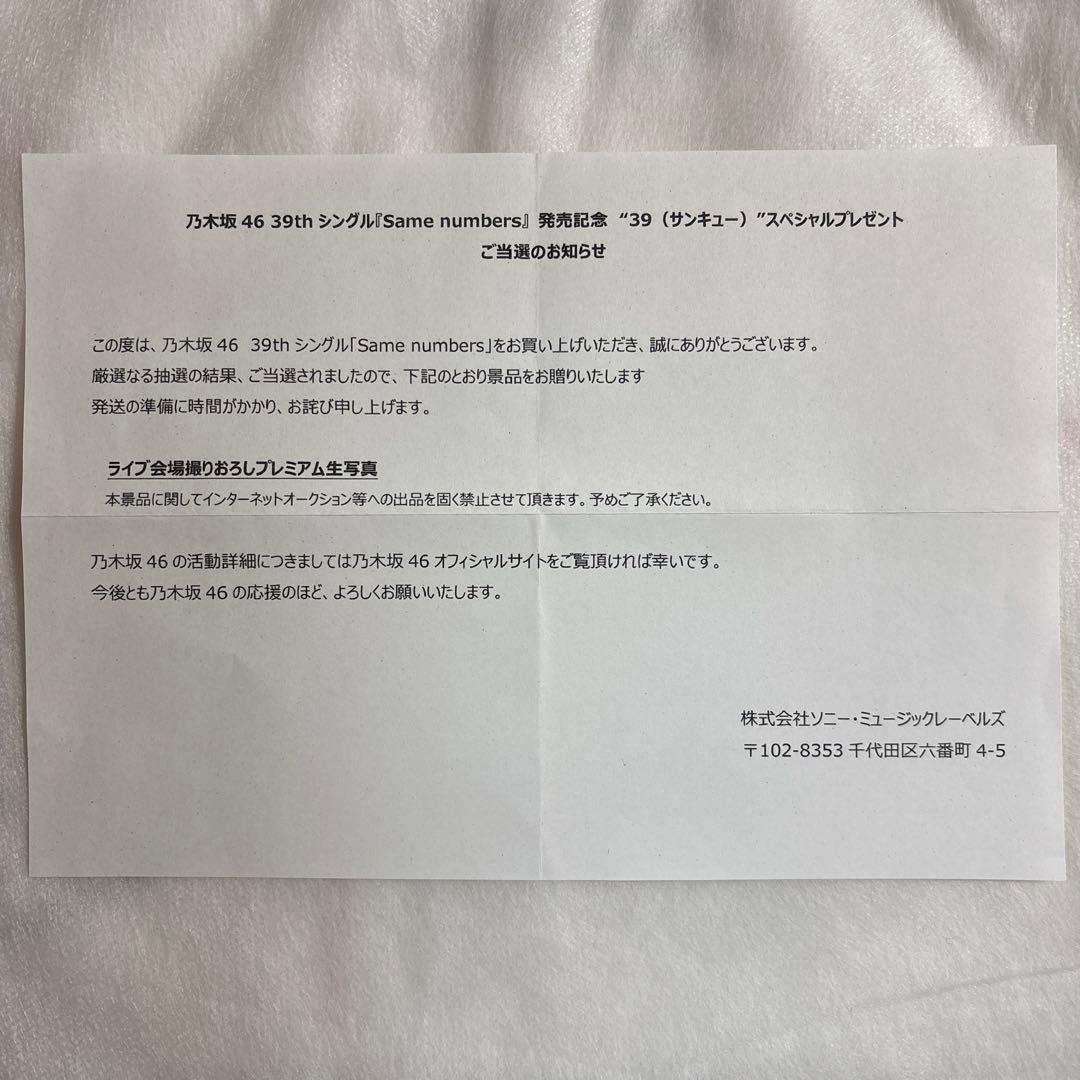 乃木坂 46 39th シングル『Same numbers』 発売記念 “39（サンキュー）”スペシャルプレゼント
ご当選のお知らせ
この度は、乃木坂 46 39th シングル「Same numbers」をお買い上げいただき、誠にありがとうございます。
厳選なる抽選の結果、ご当選されましたので、下記のとおり景品をお贈りいたします
発送の準備に時間がかかり、お詫び申し上げます。
ライブ会場撮りおろしプレミアム生写真
本景品に関してインターネットオークション等への出品を固く禁止させて頂きます。予めご了承ください。
乃木坂 46 の活動詳細につきましては乃木坂 46 オフィシャルサイトをご覧頂ければ幸いです。
今後とも乃木坂 46 の応援のほど、よろしくお願いいたします。
株式会社ソニー・ミュージックレーベルズ
〒102-8353 千代田区六番町 4-5